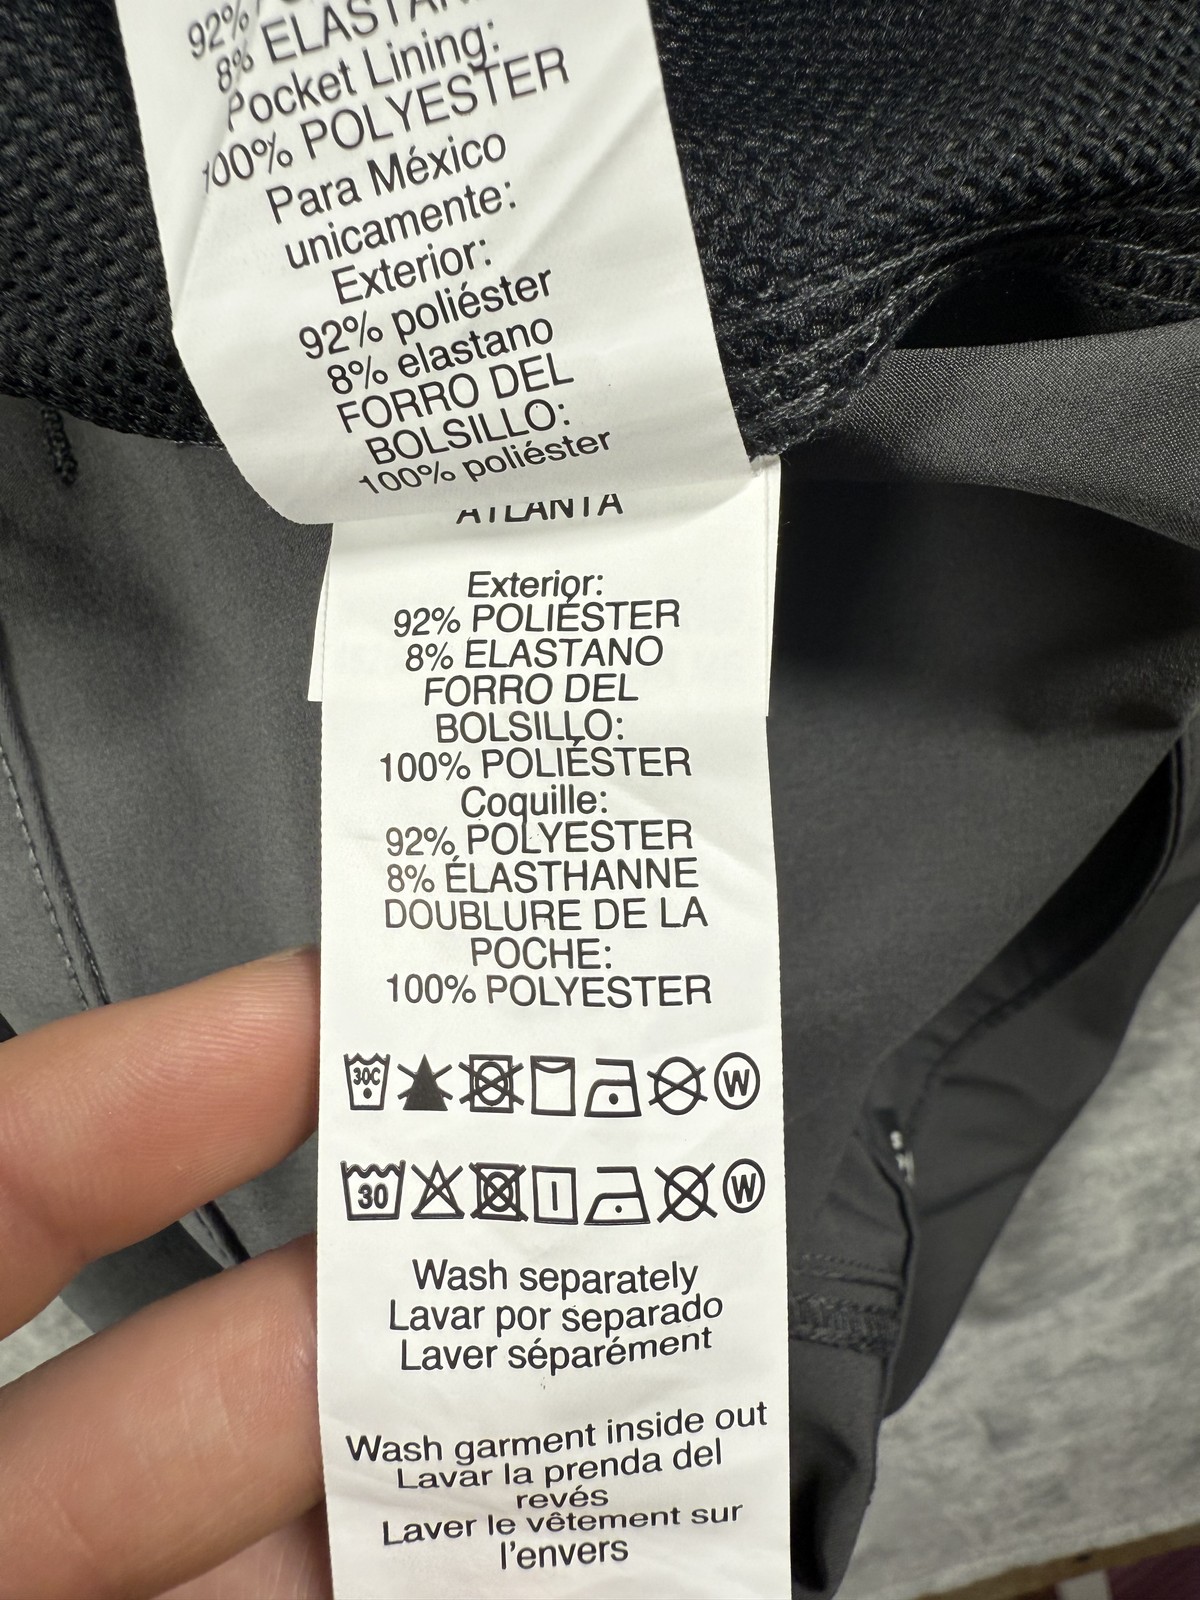 92%
8% ELASTAN
Pocket Lining:
100% POLYESTER
Para México
unicamente:
Exterior:
92% poliéster
8% elastano
FORRO DEL
BOLSILLO:
100% poliéster
ATLANTA
Exterior:
92% POLIÉSTER
8% ELASTANO
FORRO DEL
BOLSILLO:
100% POLIÉSTER
Coquille:
92% POLYESTER
8% ÉLASTHANNE
DOUBLURE DE LA
POCHE:
100% POLYESTER
30C W
30 W
Wash separately
Lavar por separado
Laver séparément
Wash garment inside out
Lavar la prenda del
revés
Laver le vêtement sur
l'envers